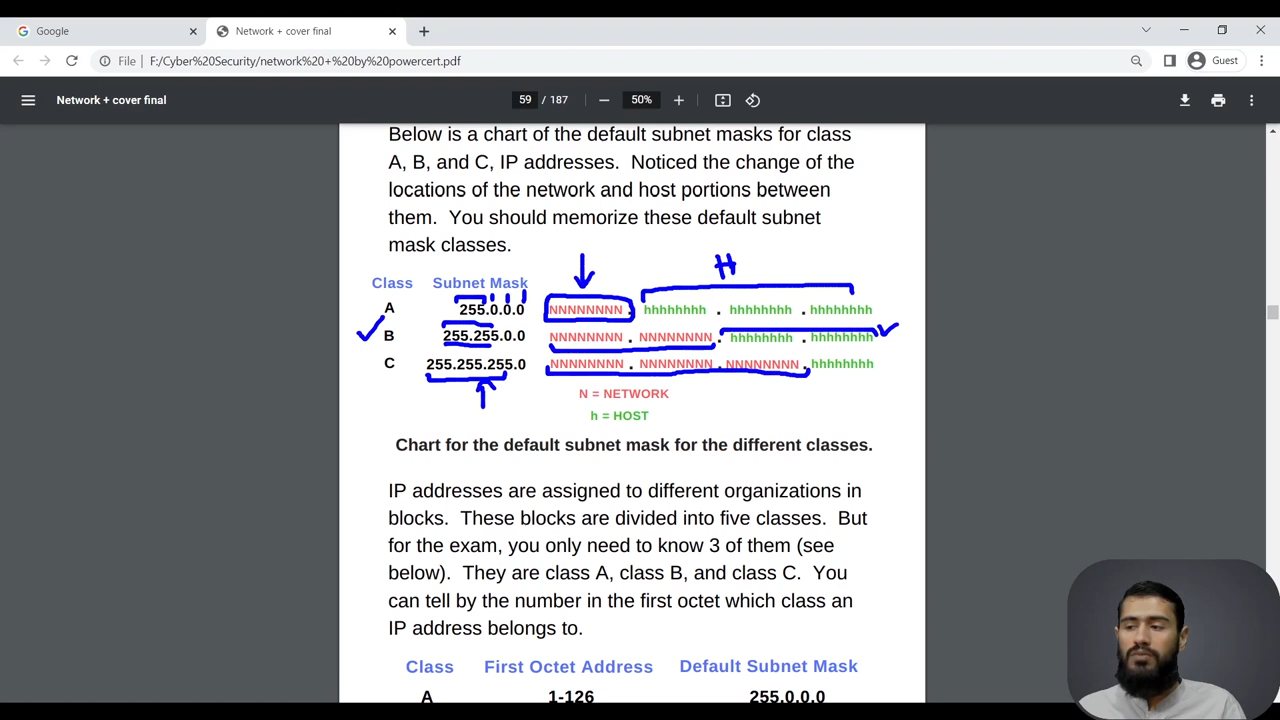 Google
Network + cover final
File
F:/Cyber%20Security/network%20+%20by%20powercert.pdf
Guest
Network + cover final
59 / 187
50%
Below is a chart of the default subnet masks for class
A, B, and C, IP addresses. Noticed the change of the
locations of the network and host portions between
them. You should memorize these default subnet
mask classes.
H
Class Subnet Mask
A 255.0.0.0 NNNNNNNN . hhhhhhhh . hhhhhhhh . hhhhhhhh
B 255.255.0.0 NNNNNNNN . NNNNNNNN . hhhhhhhh . hhhhhhhh
C 255.255.255.0 NNNNNNNN . NNNNNNNN . NNNNNNNN . hhhhhhhh
N = NETWORK
h = HOST
Chart for the default subnet mask for the different classes.
IP addresses are assigned to different organizations in
blocks. These blocks are divided into five classes. But
for the exam, you only need to know 3 of them (see
below). They are class A, class B, and class C. You
can tell by the number in the first octet which class an
IP address belongs to.
Class First Octet Address Default Subnet Mask
A 1-126 255.0.0.0